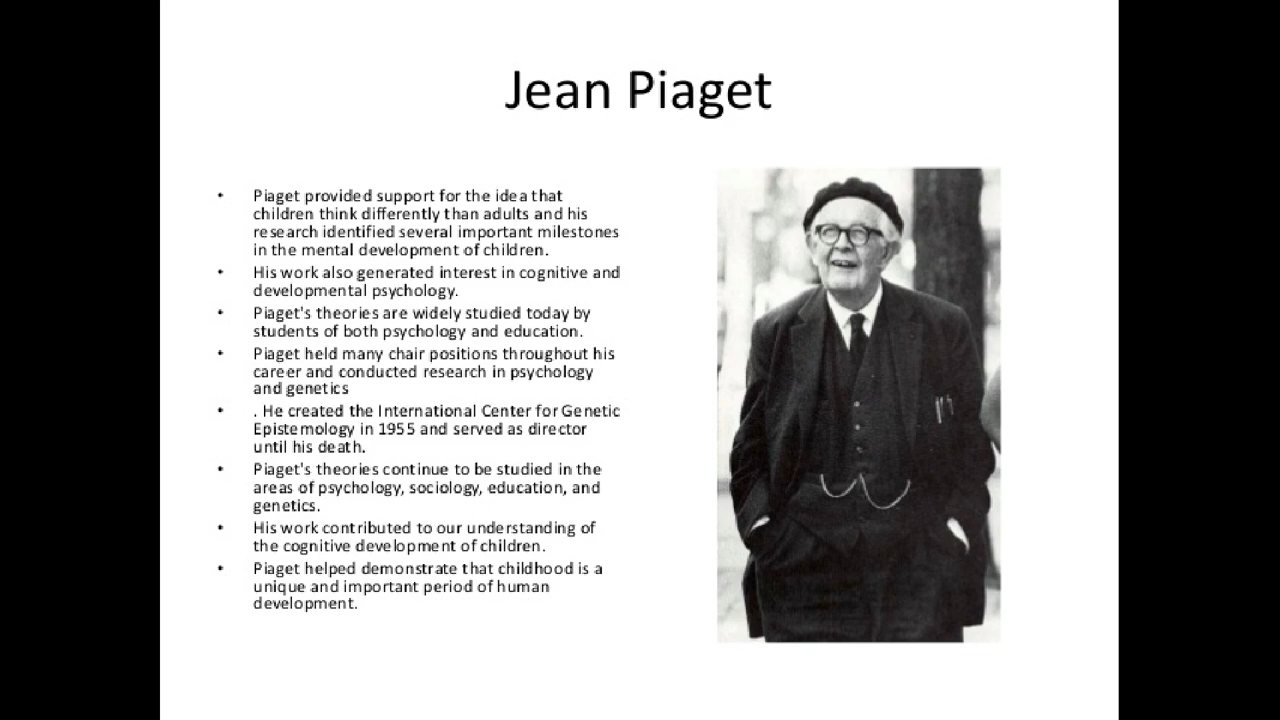 Jean Piaget
• Piaget provided support for the idea that
children think differently than adults and his
research identified several important milestones
in the mental development of children.
• His work also generated interest in cognitive and
developmental psychology.
• Piaget's theories are widely studied today by
students of both psychology and education.
• Piaget held many chair positions throughout his
career and conducted research in psychology
and genetics
• . He created the International Center for Genetic
Epistemology in 1955 and served as director
until his death.
• Piaget's theories continue to be studied in the
areas of psychology, sociology, education, and
genetics.
• His work contributed to our understanding of
the cognitive development of children.
• Piaget helped demonstrate that childhood is a
unique and important period of human
development.